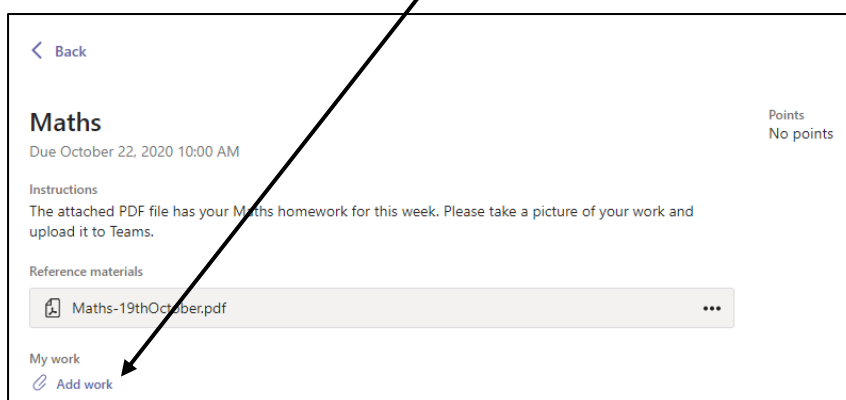 Back
Maths
Due October 22, 2020 10:00 AM
Points
No points
Instructions
The attached PDF file has your Maths homework for this week. Please take a picture of your work and
upload it to Teams.
Reference materials
Maths-19thOctober.pdf
My work
Add work